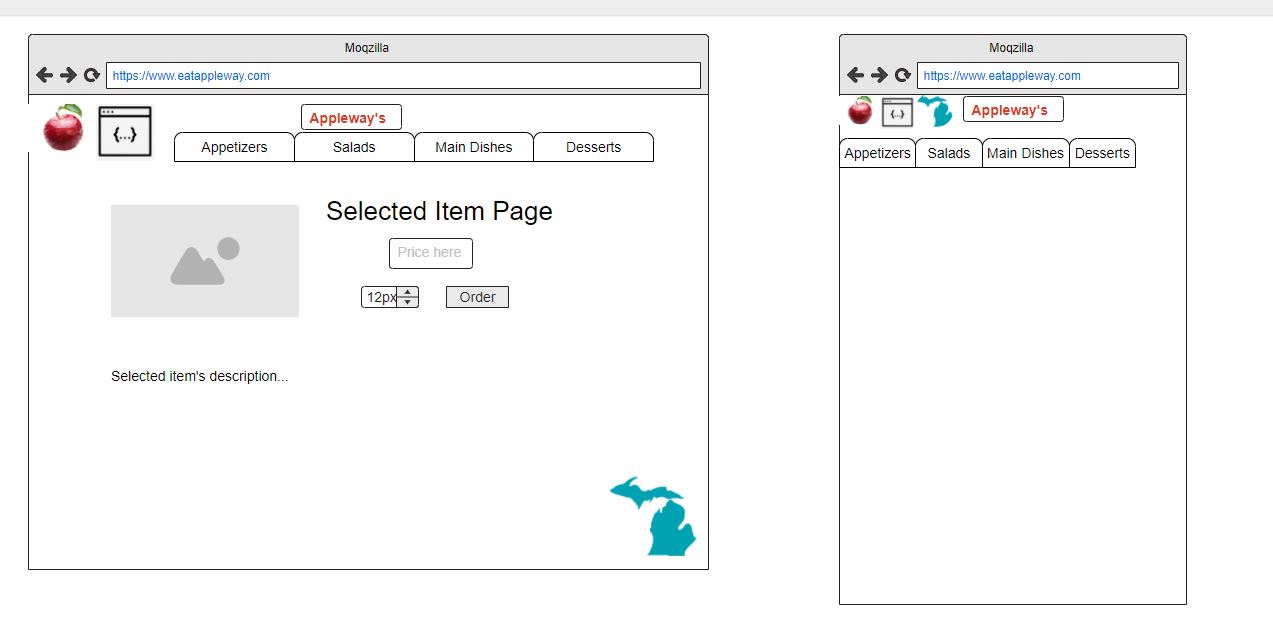 Moqzilla
https://www.eatappleway.com
{...}
Appleway's
Appetizers Salads Main Dishes Desserts
Selected Item Page
Price here
12px Order
Selected item's description...
Moqzilla
https://www.eatappleway.com
{...}
Appleway's
Appetizers Salads Main Dishes Desserts